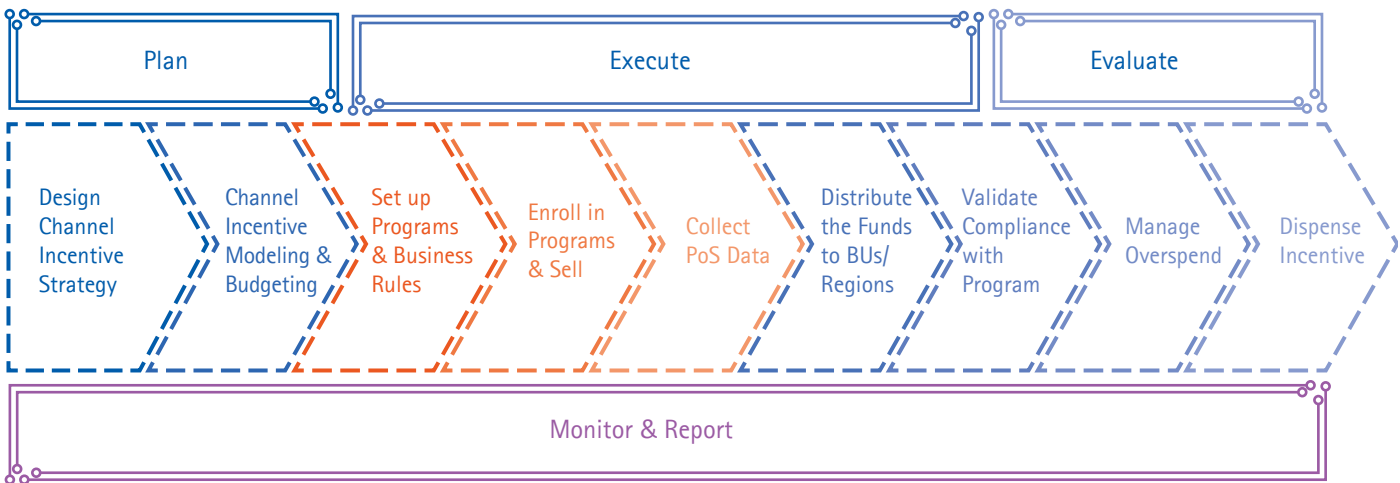 Plan
Execute
Evaluate
Design
Channel
Incentive
Strategy
Channel
Incentive
Modeling &
Budgeting
Set up
Programs
& Business
Rules
Enroll in
Programs
& Sell
Collect
PoS Data
Distribute
the Funds
to BUs/
Regions
Validate
Compliance
with
Program
Manage
Overspend
Dispense
Incentive
Monitor & Report